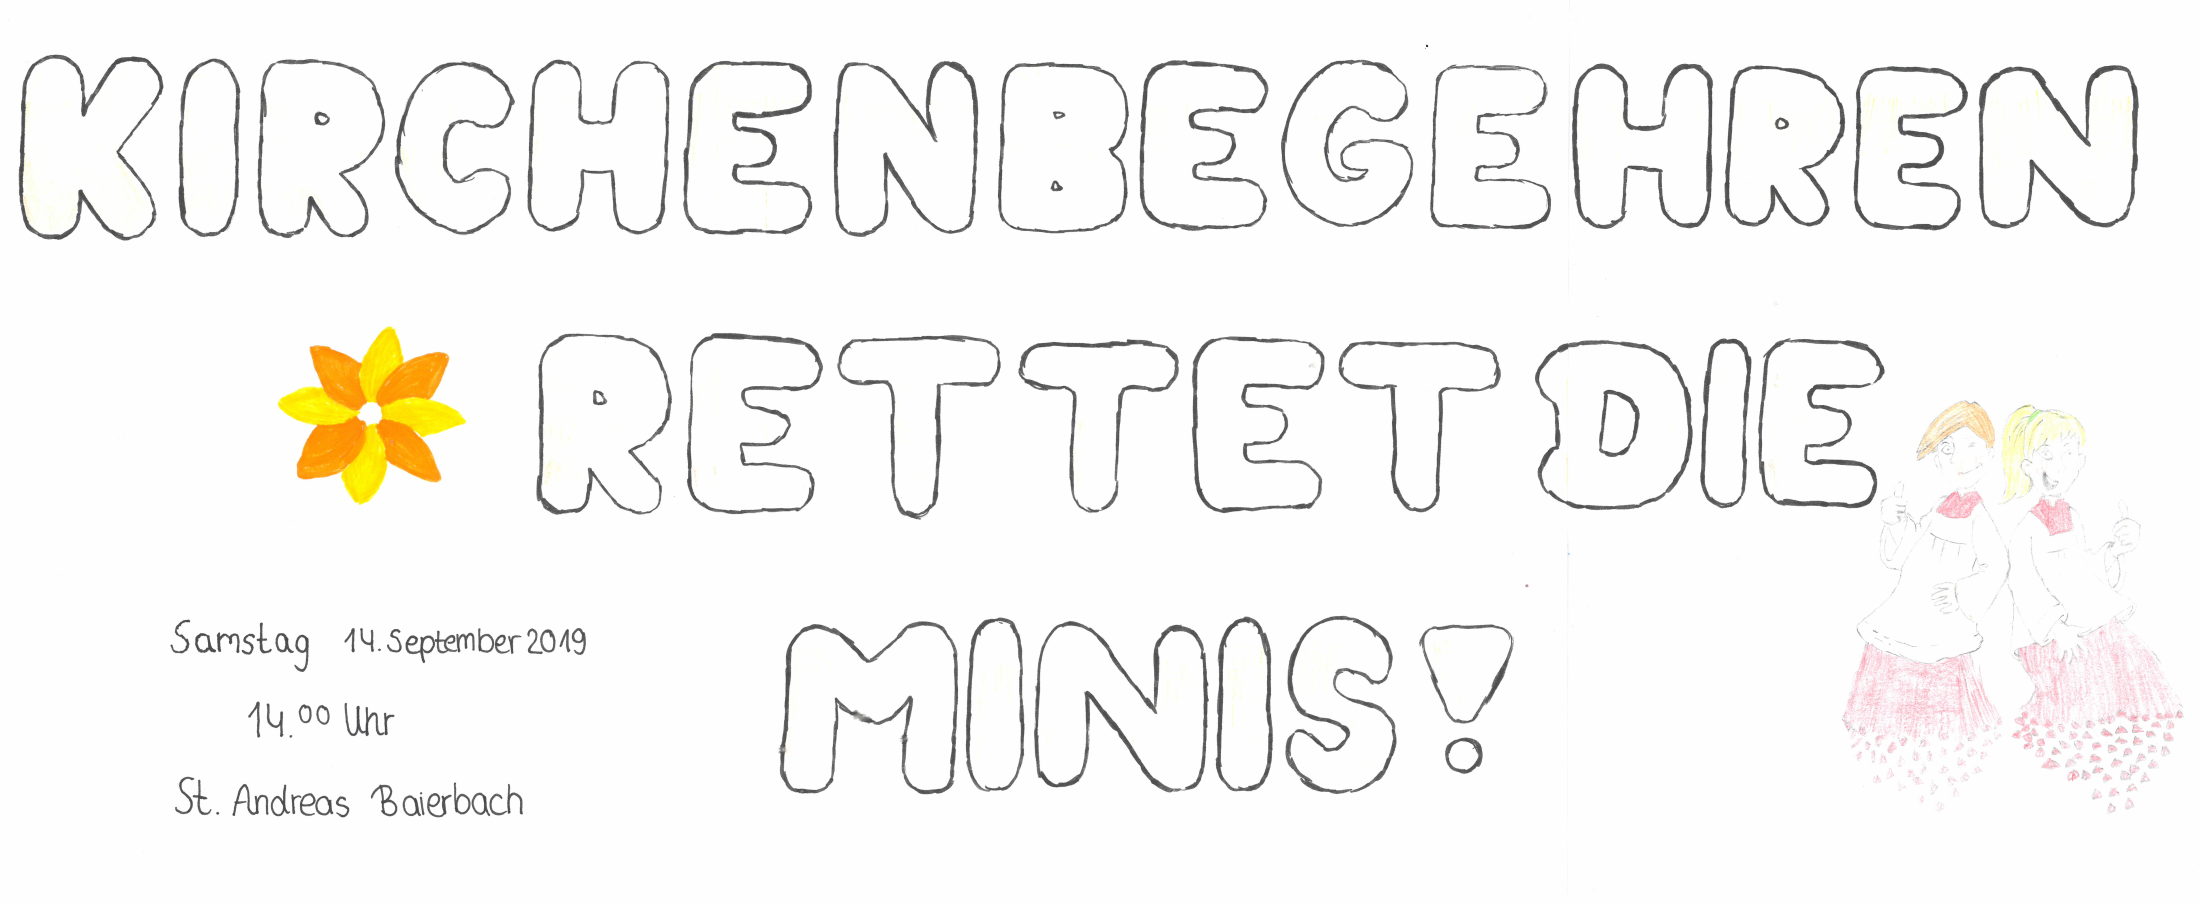 KIRCHENBEGEHREN
RETTET DIE
MINIS!
Samstag 14. September 2019
14.00 Uhr
St. Andreas Baierbach